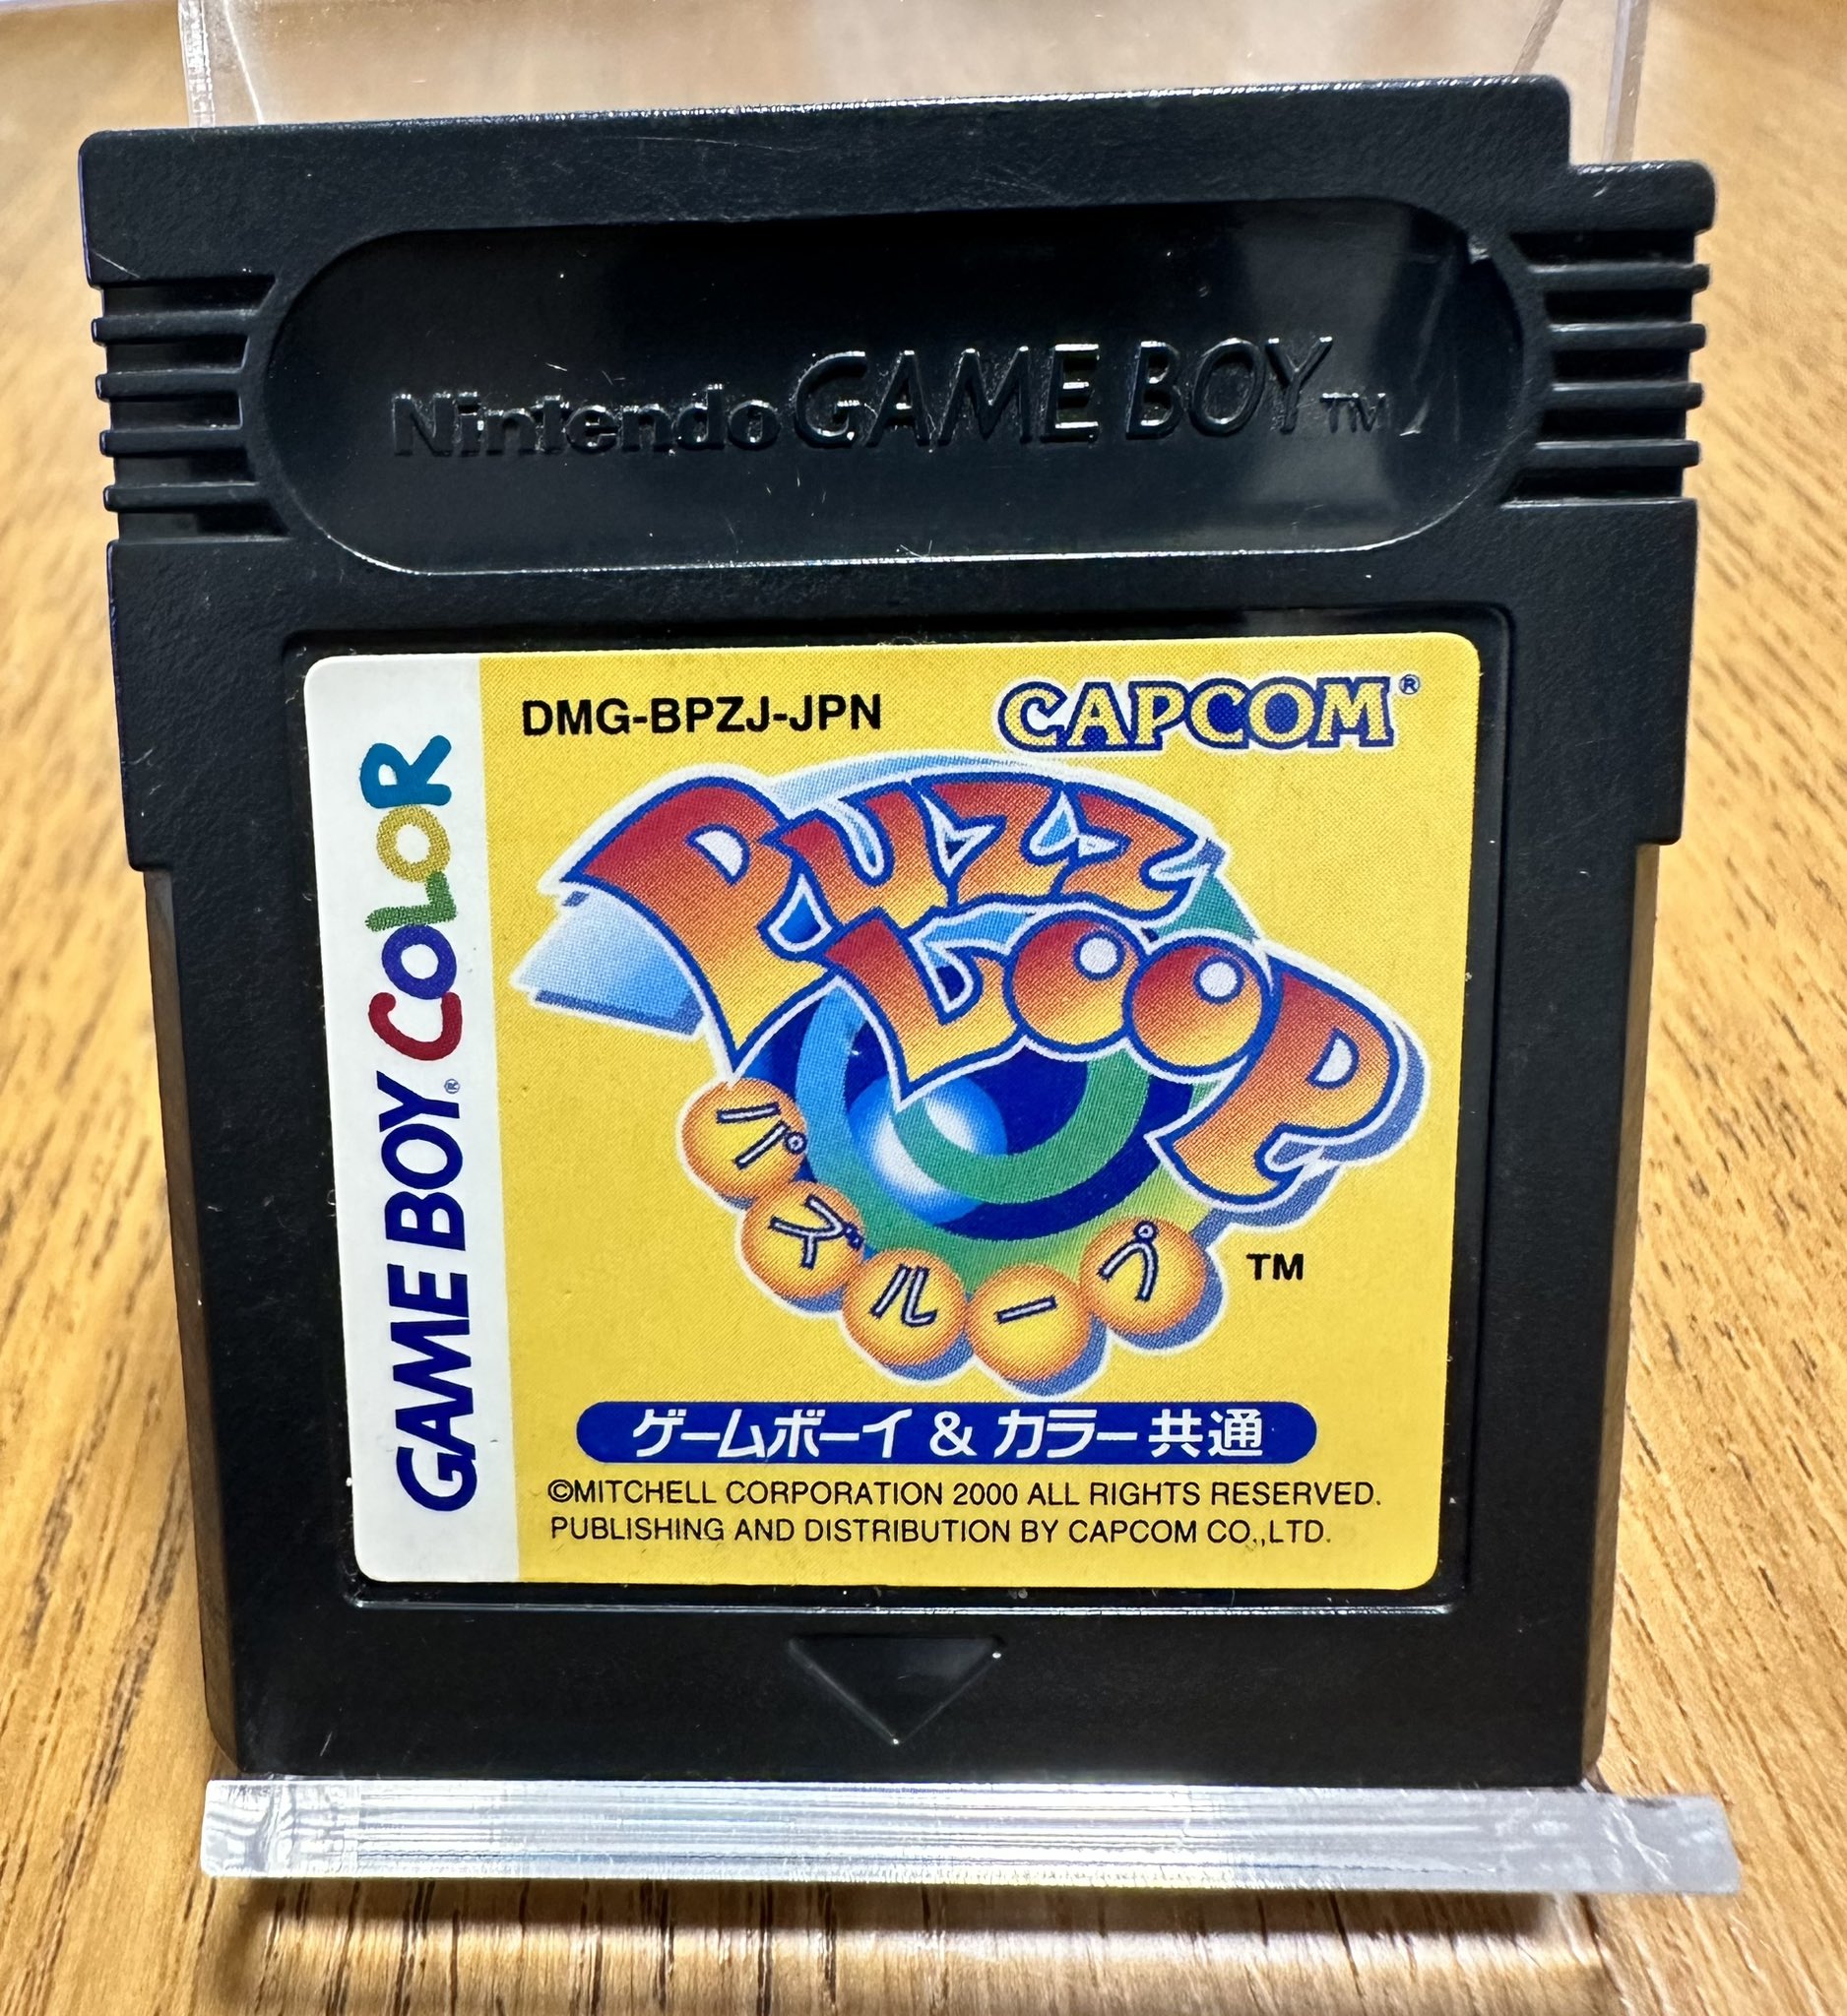 Nintendo GAME BOY TM
GAME BOY® COLOR
DMG-BPZJ-JPN
CAPCOM®
PUZZ
LOOP
パズループ
TM
ゲームボーイ & カラー共通
©MITCHELL CORPORATION 2000 ALL RIGHTS RESERVED.
PUBLISHING AND DISTRIBUTION BY CAPCOM CO.,LTD.